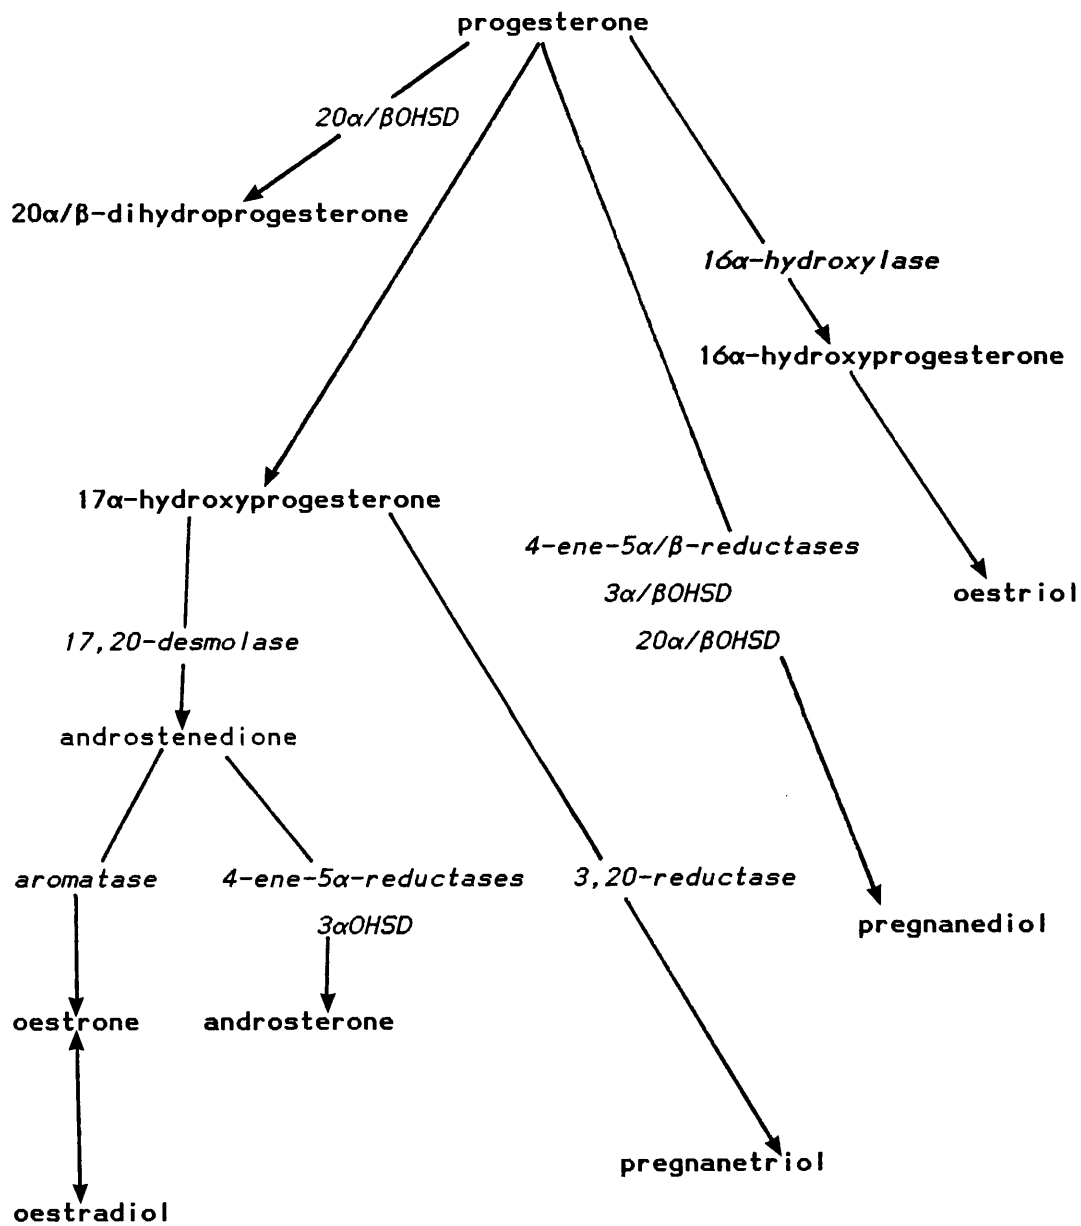 progesterone
20α/βOHSD
20α/β-dihydroprogesterone
16α-hydroxylase
16α-hydroxyprogesterone
17α-hydroxyprogesterone
4-ene-5α/β-reductases
3α/βOHSD
oestriol
20α/βOHSD
17,20-desmolase
androstenedione
aromatase
4-ene-5α-reductases
3,20-reductase
3αOHSD
pregnanediol
oestrone
androsterone
pregnanetriol
oestradiol